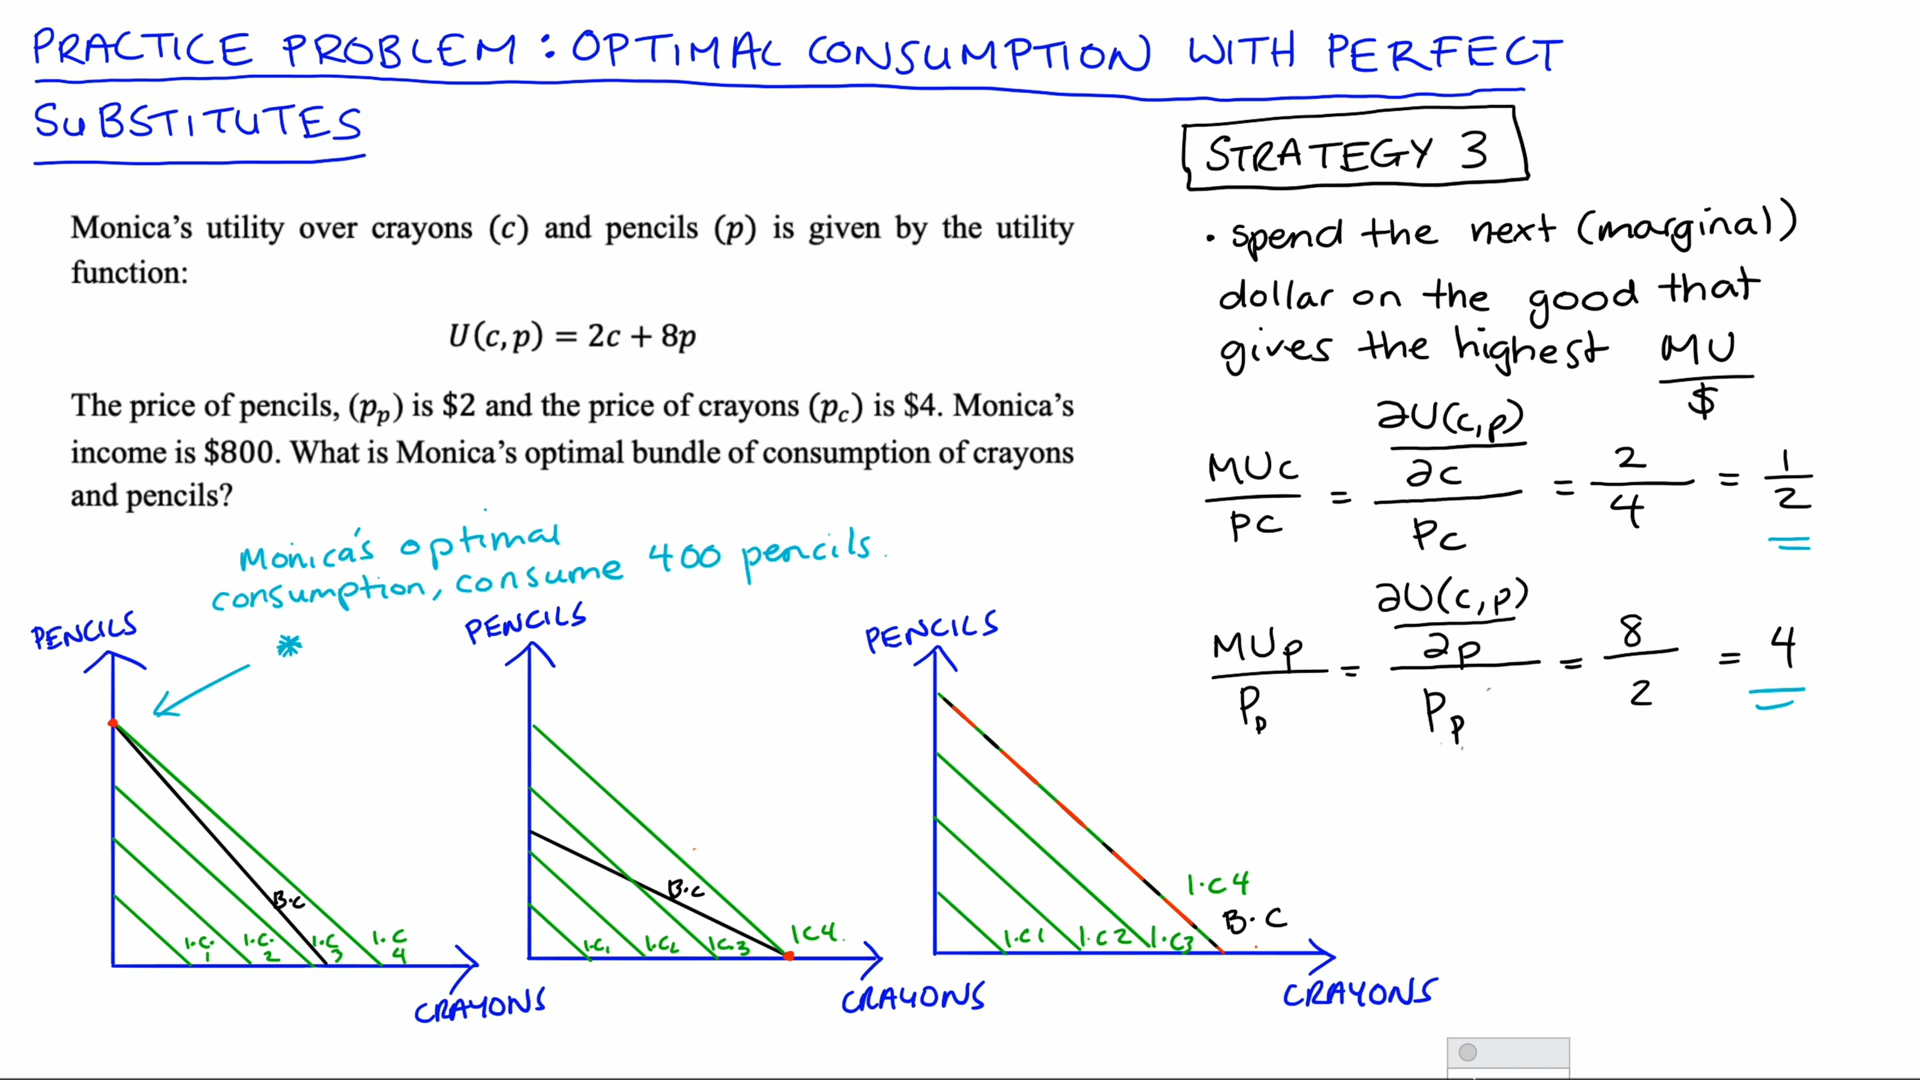 PRACTICE PROBLEM: OPTIMAL CONSUMPTION WITH PERFECT
SUBSTITUTES
Monica's utility over crayons (c) and pencils (p) is given by the utility
function:
U(c,p) = 2c + 8p
The price of pencils, (pₚ) is $2 and the price of crayons (p_c) is $4. Monica's
income is $800. What is Monica's optimal bundle of consumption of crayons
and pencils?
STRATEGY 3
• spend the next (marginal)
dollar on the good that
gives the highest MU/$
MUc/Pc = (∂U(c,p)/∂c)/Pc = 2/4 = 1/2
MUp/Pp = (∂U(c,p)/∂p)/Pp = 8/2 = 4
Monica's optimal
consumption, consume 400 pencils.
*
PENCILS
B.C
I.C. 1
I.C. 2
I.C 3
I.C 4
CRAYONS
PENCILS
B.C
I.C1
I.C2
IC3
IC4.
CRAYONS
PENCILS
I.C4
B.C
I.C1
I.C2
I.C3
CRAYONS